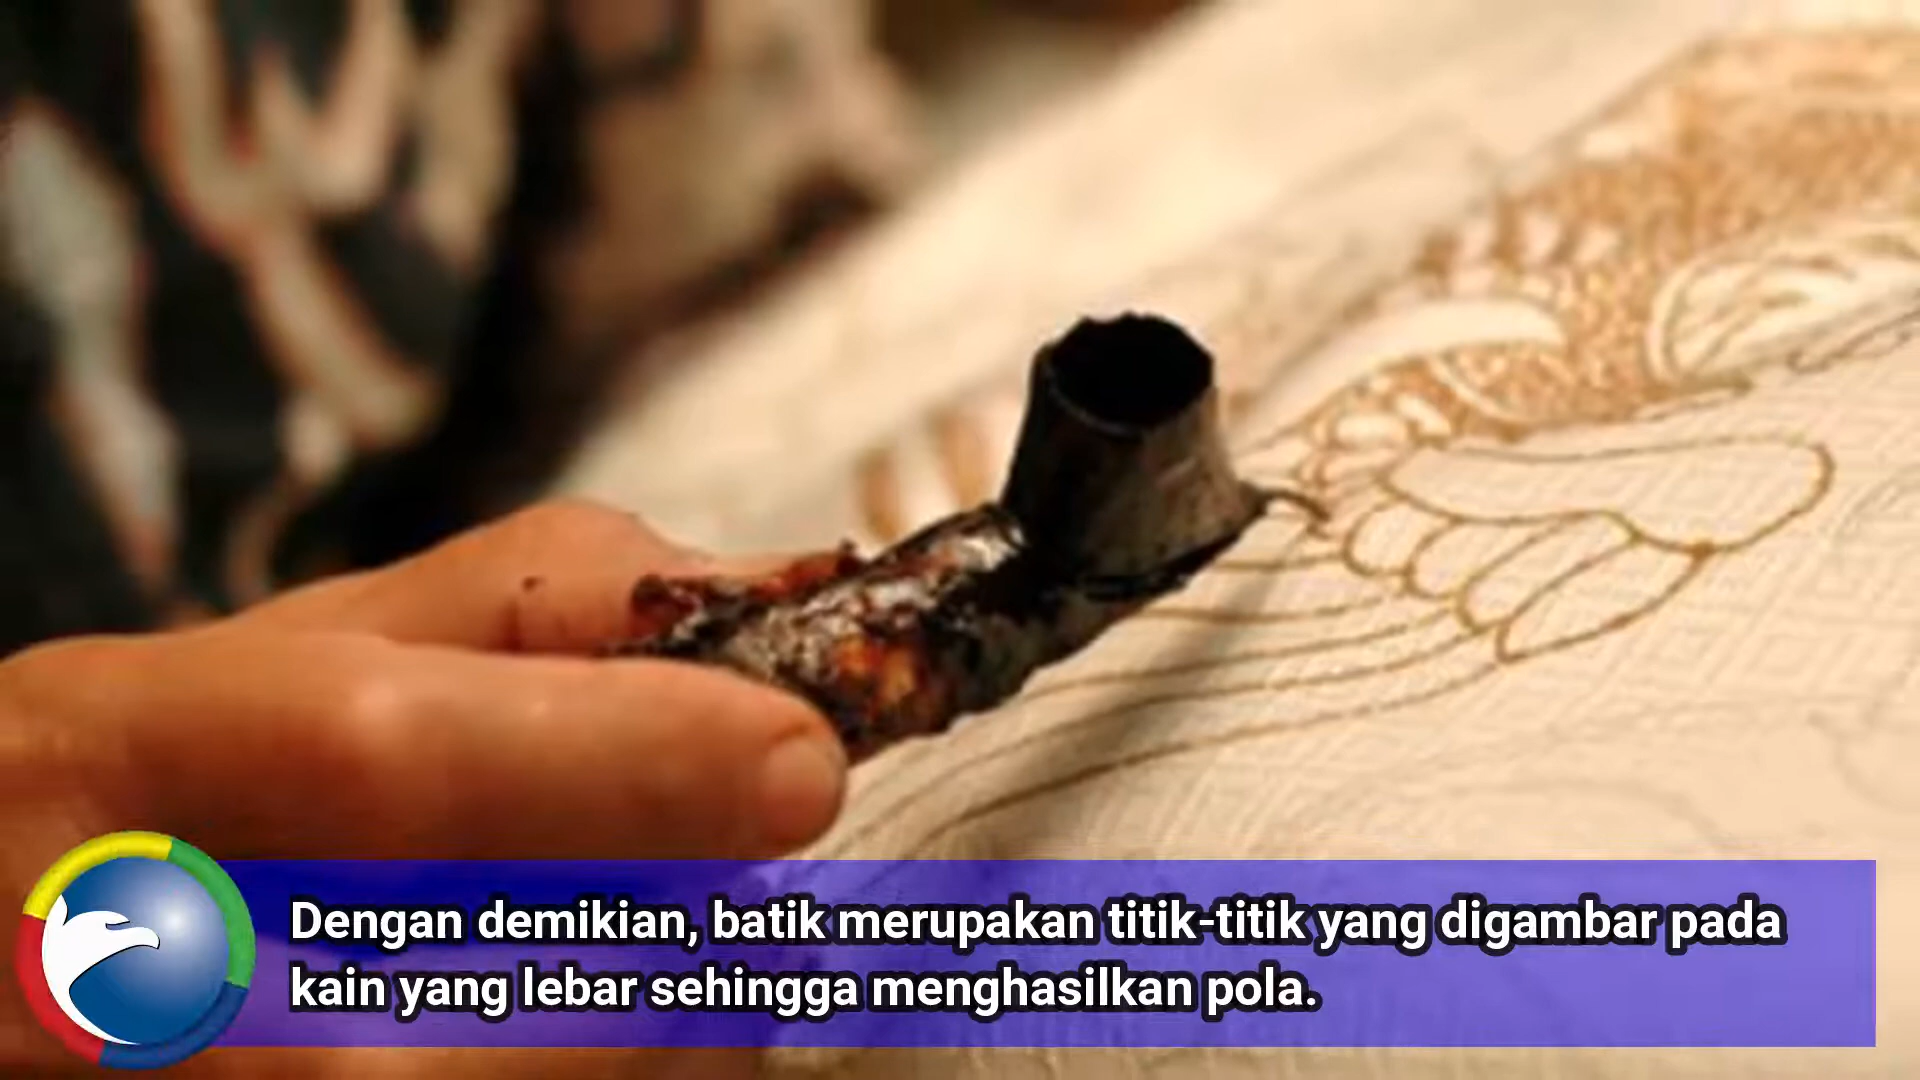 Dengan demikian, batik merupakan titik-titik yang digambar pada
kain yang lebar sehingga menghasilkan pola.